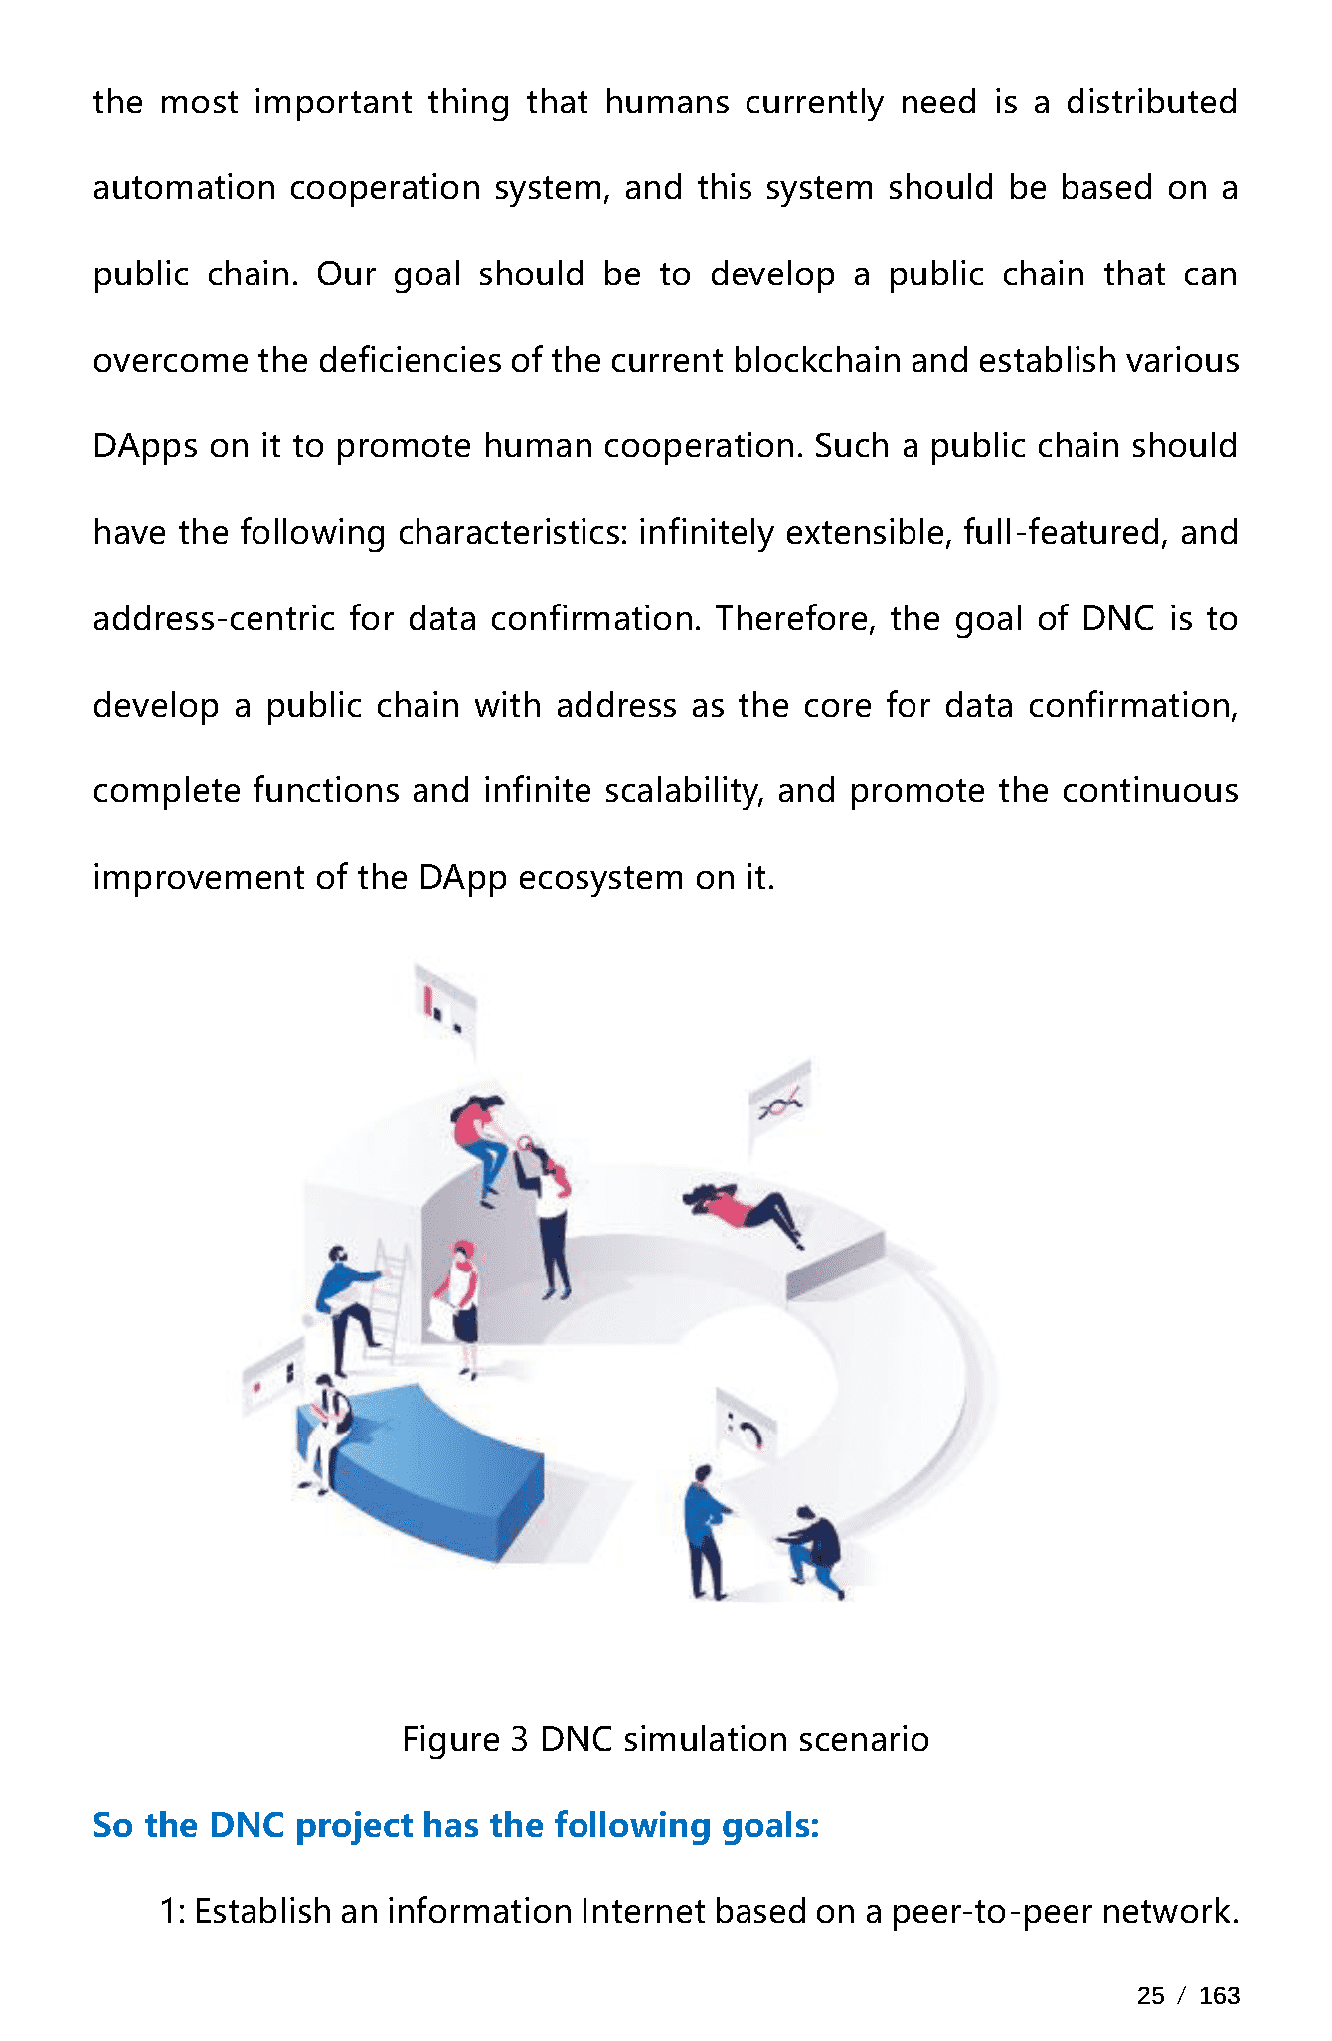 the most important thing that humans currently need is a distributed
automation cooperation system, and this system should be based on a
public chain. Our goal should be to develop a public chain that can
overcome the deficiencies of the current blockchain and establish various
DApps on it to promote human cooperation. Such a public chain should
have the following characteristics: infinitely extensible, full-featured, and
address-centric for data confirmation. Therefore, the goal of DNC is to
develop a public chain with address as the core for data confirmation,
complete functions and infinite scalability, and promote the continuous
improvement of the DApp ecosystem on it.
Figure 3 DNC simulation scenario
So the DNC project has the following goals:
1: Establish an information Internet based on a peer-to-peer network.
25 / 163